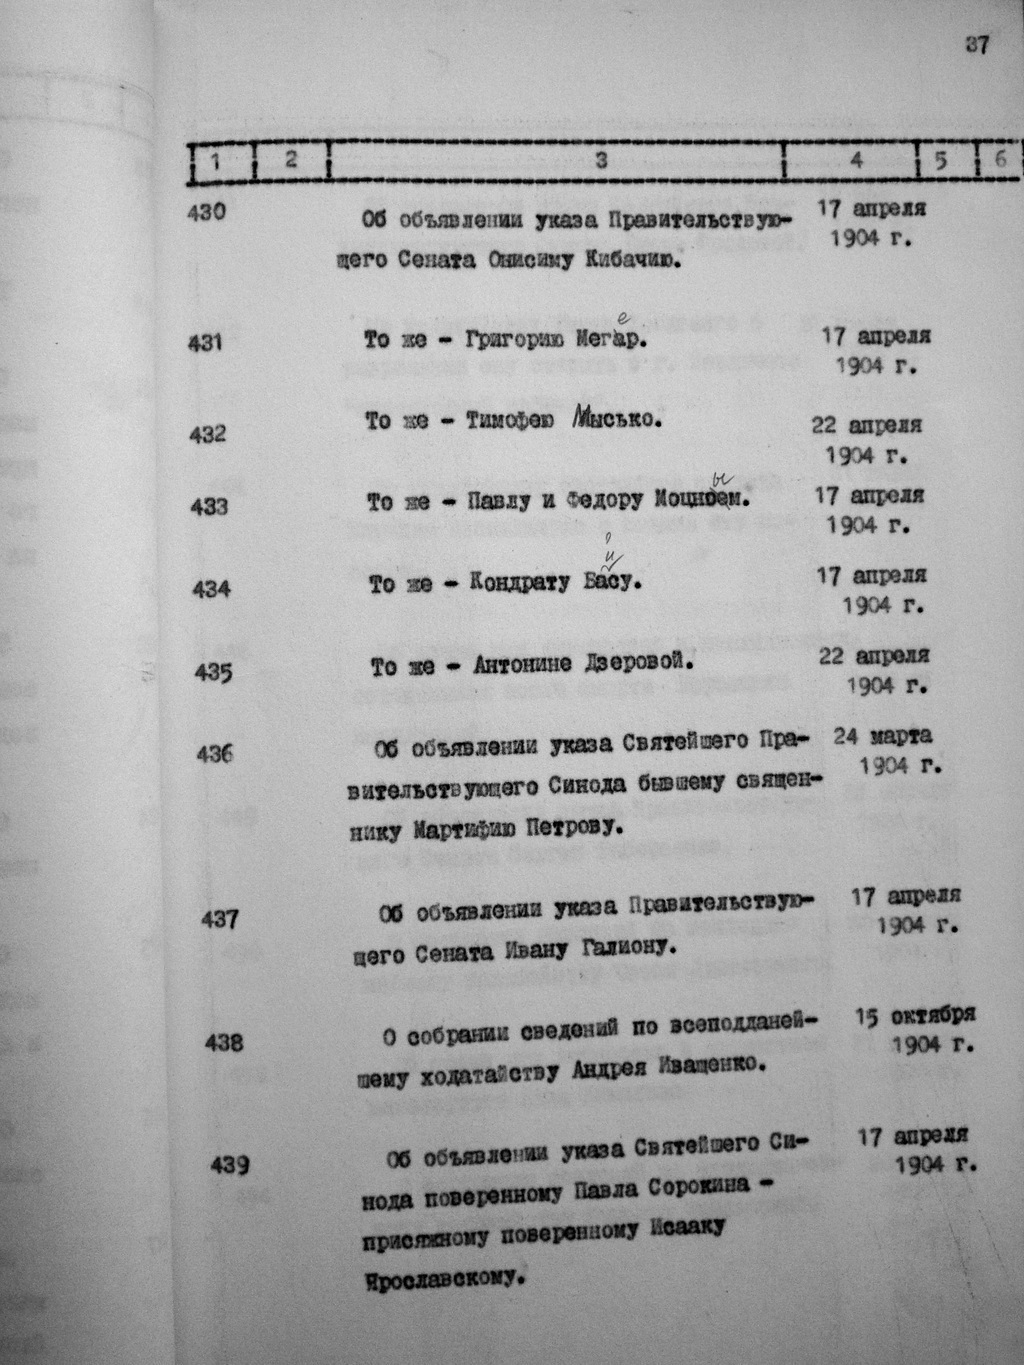 37
1 2 3 4 5 6
430 Об объявлении указа Правительствую- 17 апреля
щего Сената Онисиму Кибачию. 1904 г.
431 То же - Григорию Мегер. 17 апреля
1904 г.
432 То же - Тимофею Мысько. 22 апреля
1904 г.
433 То же - Павлу и Федору Моцным. 17 апреля
1904 г.
434 То же - Кондрату Бйсу. 17 апреля
1904 г.
435 То же - Антонине Дзеровой. 22 апреля
1904 г.
436 Об объявлении указа Святейшего Пра- 24 марта
вительствующего Синода бывшему священ- 1904 г.
нику Мартифию Петрову.
437 Об объявлении указа Правительствую- 17 апреля
щего Сената Ивану Галиону. 1904 г.
438 О собрании сведений по всеподданей- 15 октября
шему ходатайству Андрея Иващенко. 1904 г.
439 Об объявлении указа Святейшего Си- 17 апреля
нода поверенному Павла Сорокина - 1904 г.
присяжному поверенному Исааку
Ярославскому.